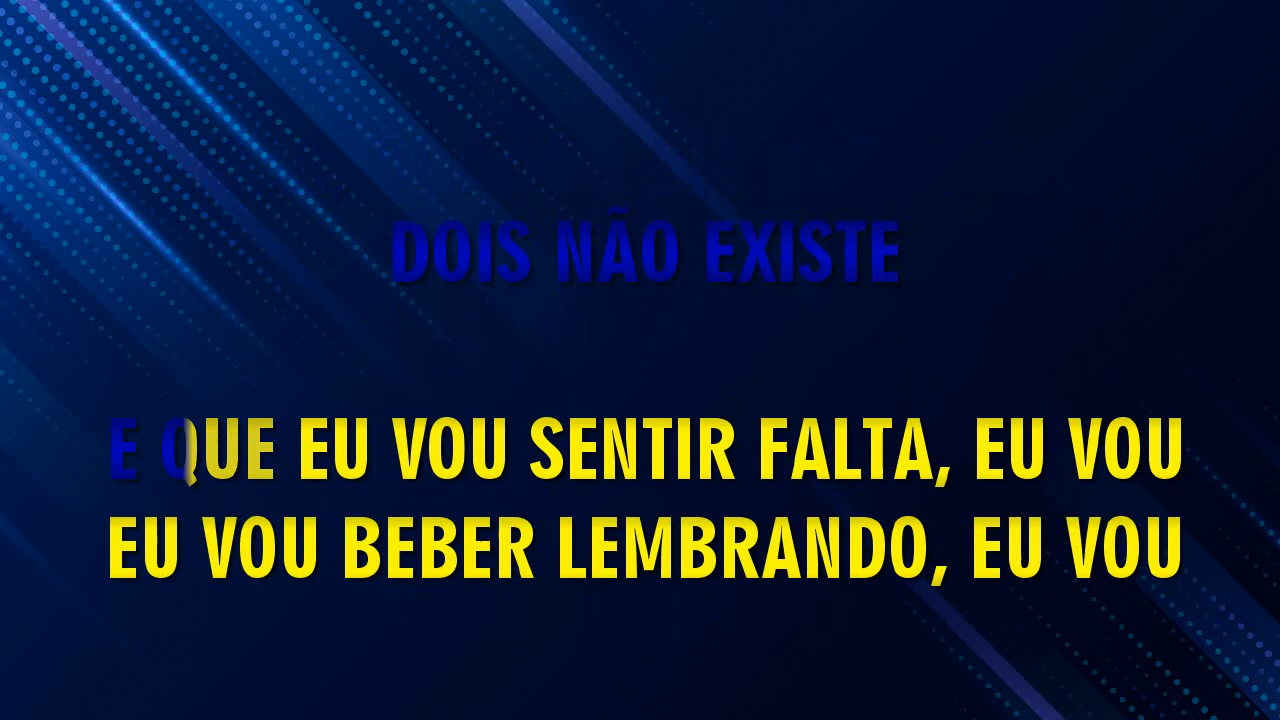 DOIS NÃO EXISTE
E QUE EU VOU SENTIR FALTA, EU VOU
EU VOU BEBER LEMBRANDO, EU VOU